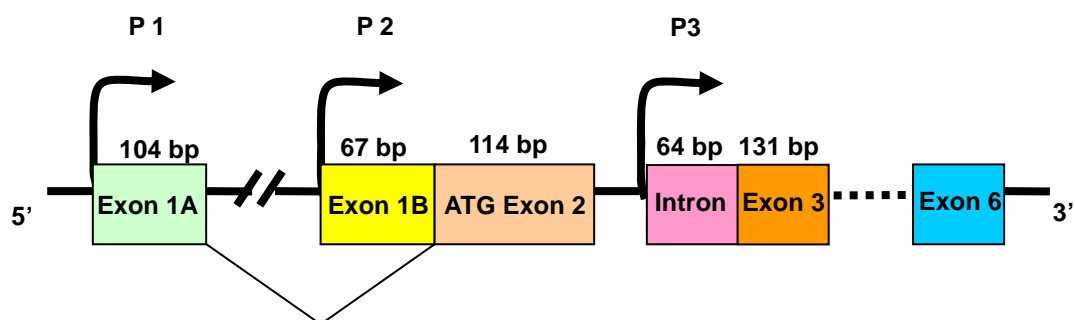 P 1 P 2 P3
104 bp 67 bp 114 bp 64 bp 131 bp
5’ Exon 1A Exon 1B ATG Exon 2 Intron Exon 3 Exon 6 3’